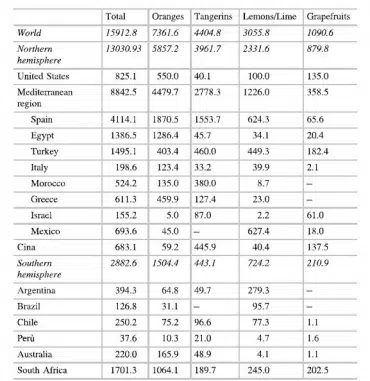 Total Oranges Tangerins Lemons/Lime Grapefruits
World 15912.8 7361.6 4404.8 3055.8 1090.6
Northern hemisphere 13030.93 5857.2 3961.7 2331.6 879.8
United States 825.1 550.0 40.1 100.0 135.0
Mediterranean region 8842.5 4479.7 2778.3 1226.0 358.5
Spain 4114.1 1870.5 1553.7 624.3 65.6
Egypt 1386.5 1286.4 45.7 34.1 20.4
Turkey 1495.1 403.4 460.0 449.3 182.4
Italy 198.6 123.4 33.2 39.9 2.1
Morocco 524.2 135.0 380.0 8.7 –
Greece 611.3 459.9 127.4 23.0 –
Israel 155.2 5.0 87.0 2.2 61.0
Mexico 693.6 45.0 – 627.4 18.0
Cina 683.1 59.2 445.9 40.4 137.5
Southern hemisphere 2882.6 1504.4 443.1 724.2 210.9
Argentina 394.3 64.8 49.7 279.3 –
Brazil 126.8 31.1 – 95.7 –
Chile 250.2 75.2 96.6 77.3 1.1
Perù 37.6 10.3 21.0 4.7 1.6
Australia 220.0 165.9 48.9 4.1 1.1
South Africa 1701.3 1064.1 189.7 245.0 202.5